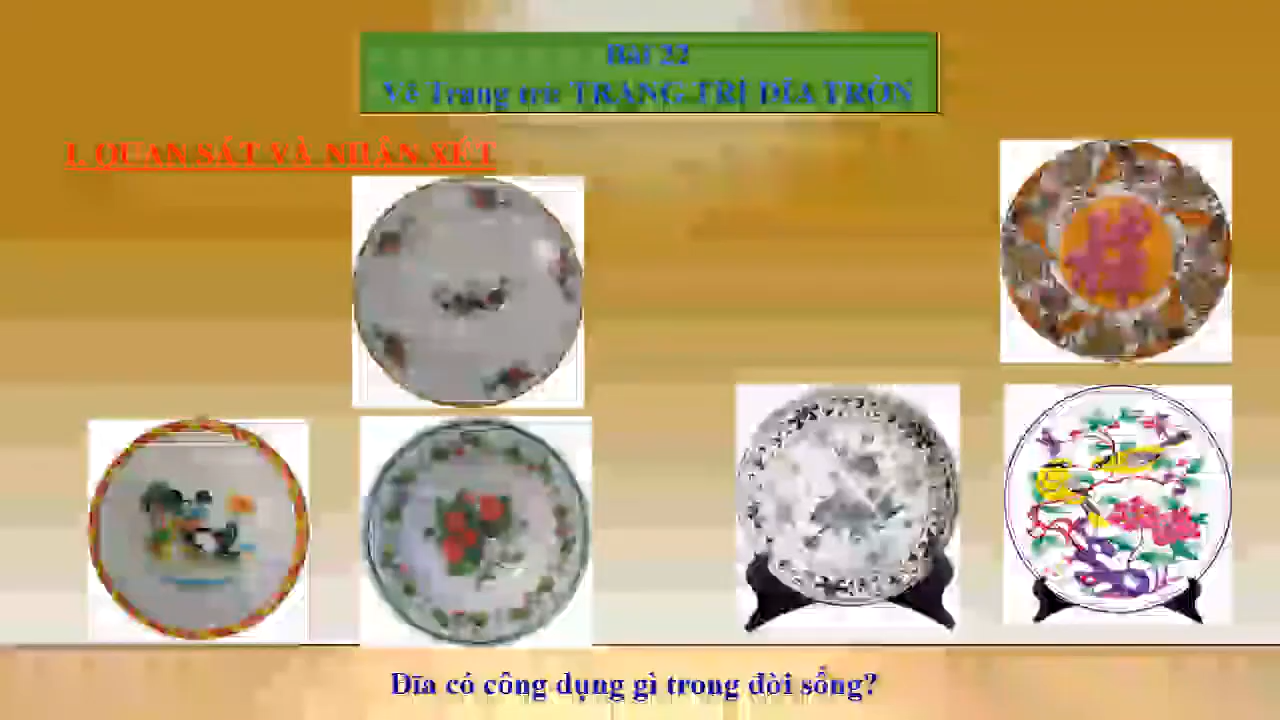 Bài 22
Vẽ Trang trí: TRANG TRÍ DĨA TRÒN
I. QUAN SÁT VÀ NHẬN XÉT
Đĩa có công dụng gì trong đời sống?